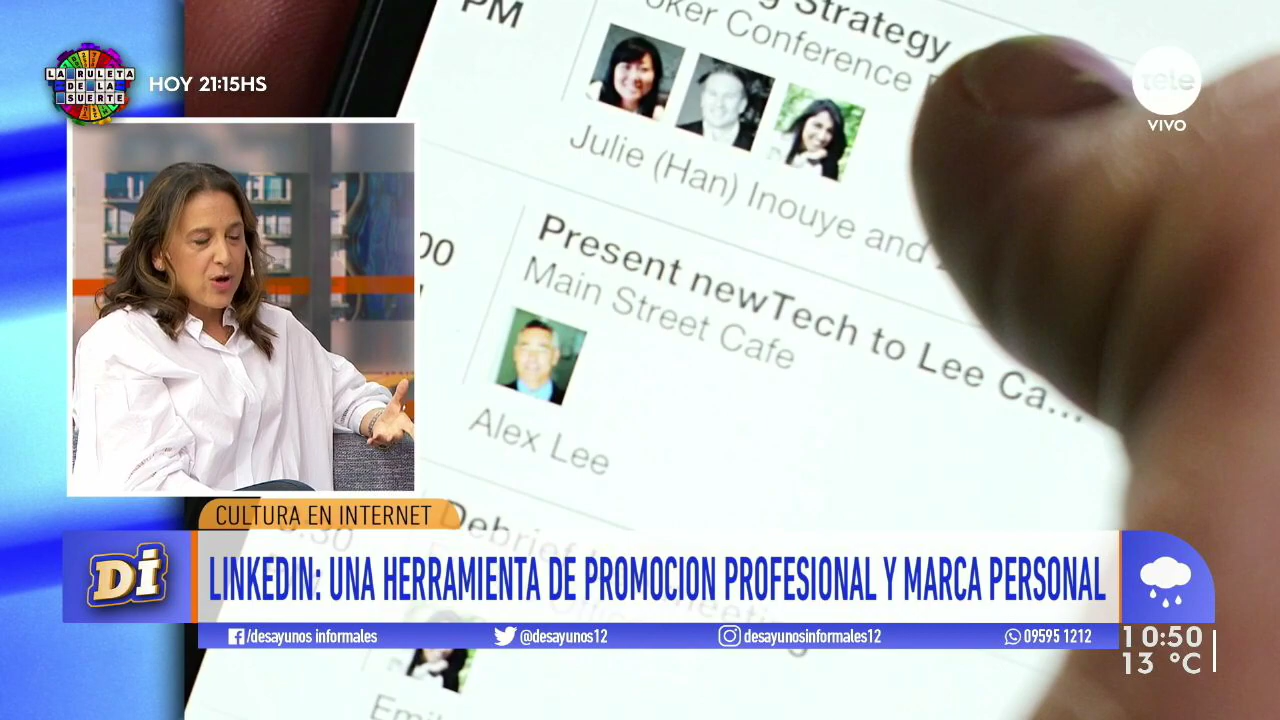 LA RULETA
DE LA
SUERTE
HOY 21:15HS
tele
VIVO
PM
Strategy
Conference
Julie (Han) Inouye and
00
Present newTech to Lee Ca...
Main Street Cafe
Alex Lee
CULTURA EN INTERNET
Debrief
DI
LINKEDIN: UNA HERRAMIENTA DE PROMOCION PROFESIONAL Y MARCA PERSONAL
/desayunos informales
@desayunos12
desayunosinformales12
09595 1212
10:50
13 °C